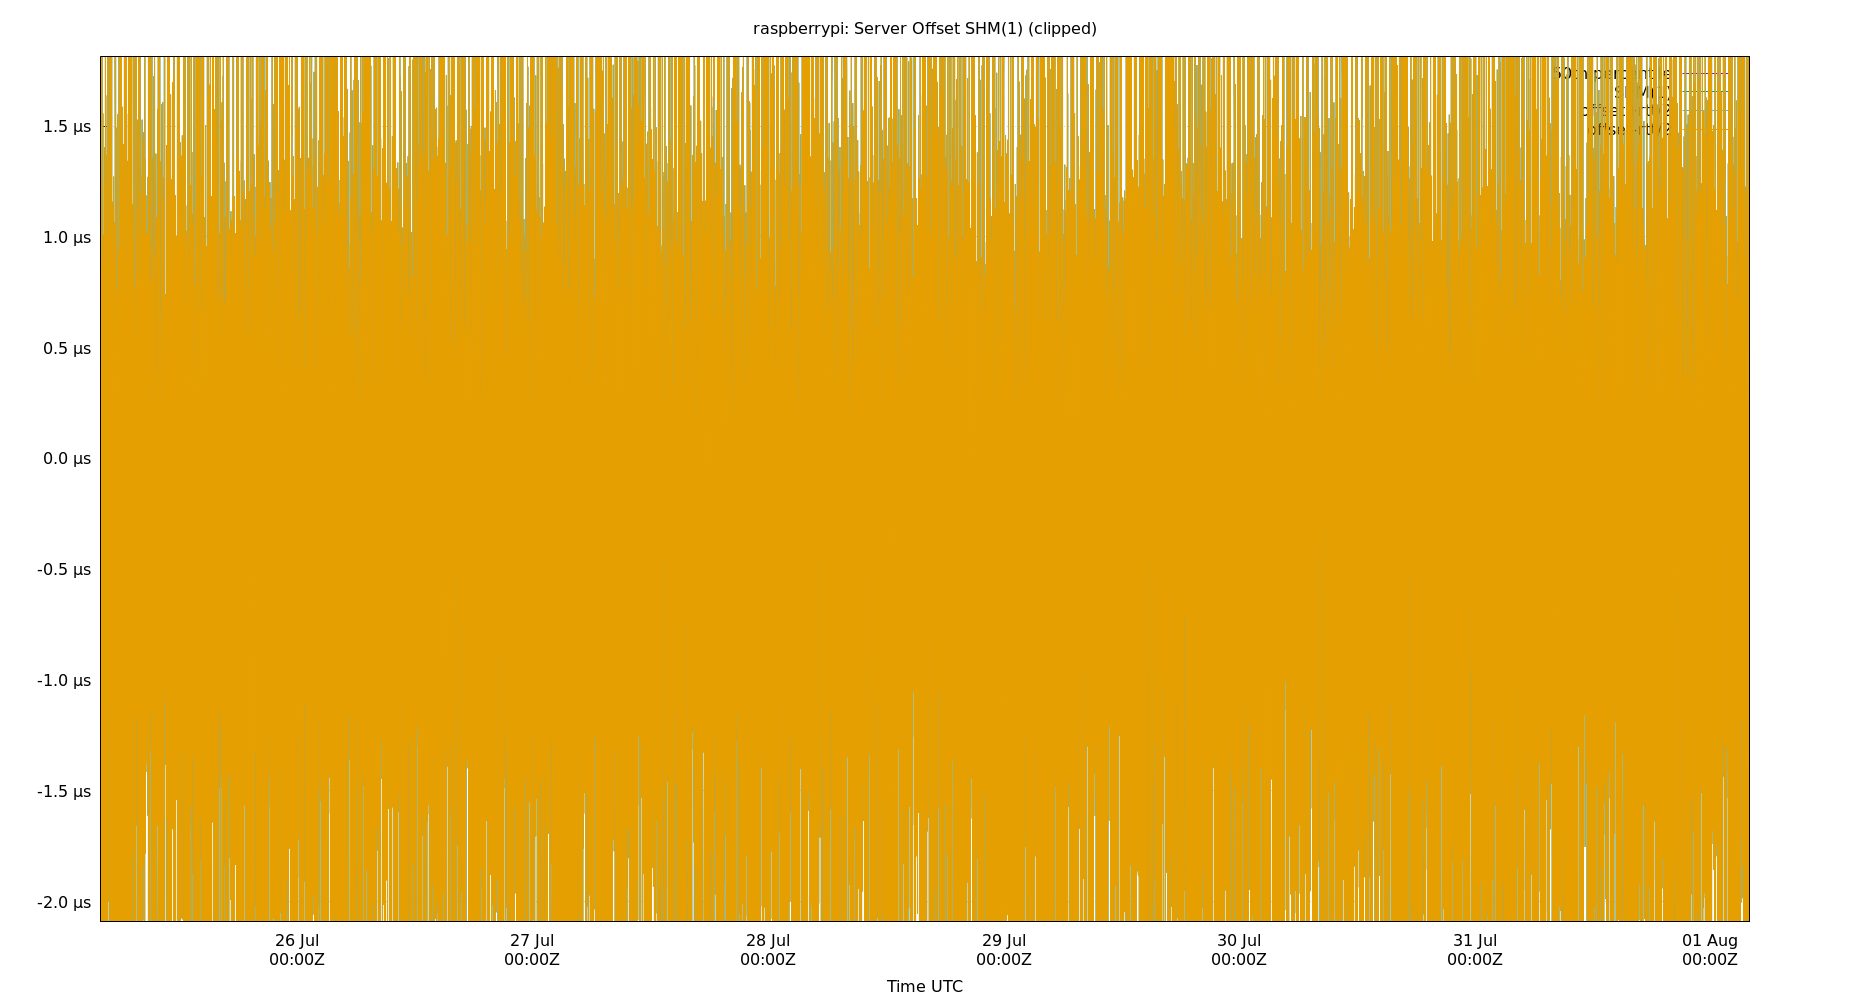 raspberrypi: Server Offset SHM(1) (clipped)
1.5 µs
1.0 µs
0.5 µs
0.0 µs
-0.5 µs
-1.0 µs
-1.5 µs
-2.0 µs
26 Jul 27 Jul 28 Jul 29 Jul 30 Jul 31 Jul 01 Aug
00:00Z 00:00Z 00:00Z 00:00Z 00:00Z 00:00Z 00:00Z
Time UTC